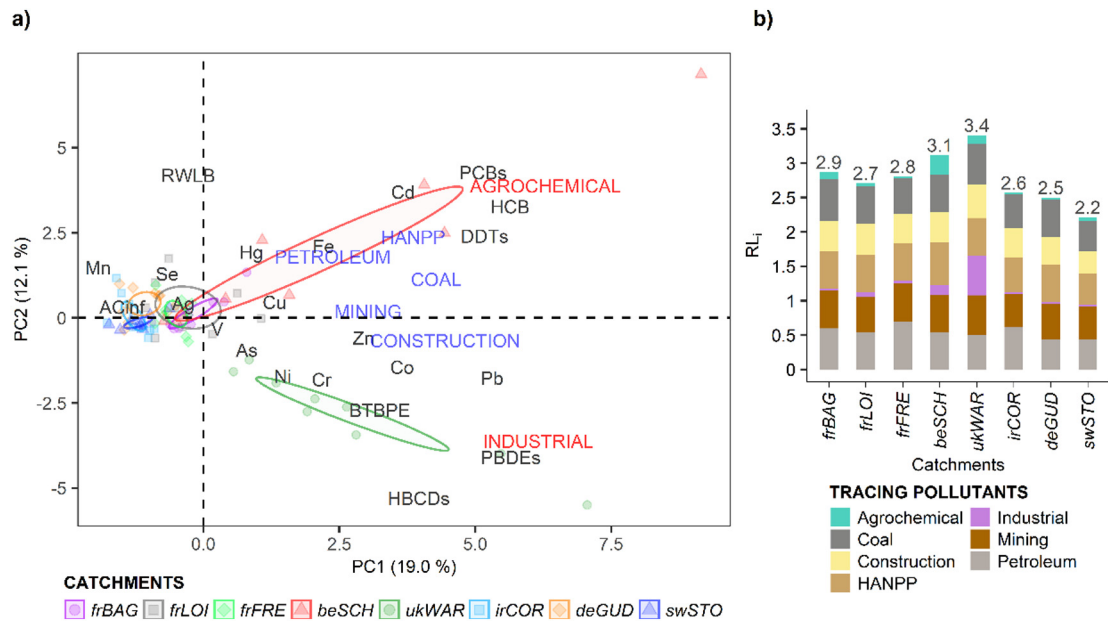 a)
b)
RWLB
PCBs
Cd
AGROCHEMICAL
HCB
HANPP
DDTs
Hg
Fe
PETROLEUM
Mn
Se
COAL
ACinf
Ag
Cu
MINING
V
Zn
CONSTRUCTION
As
Co
Ni
Cr
Pb
BTBPE
INDUSTRIAL
PBDEs
HBCDs
PC2 (12.1 %)
5
2.5
0
-2.5
-5
0.0
2.5
5.0
7.5
PC1 (19.0 %)
CATCHMENTS
frBAG frLOI frFRE beSCH ukWAR irCOR deGUD swSTO
RLi
3.5
3
2.5
2
1.5
1
0.5
0
2.9
2.7
2.8
3.1
3.4
2.6
2.5
2.2
frBAG
frLOI
frFRE
beSCH
ukWAR
irCOR
deGUD
swSTO
Catchments
TRACING POLLUTANTS
Agrochemical
Coal
Construction
HANPP
Industrial
Mining
Petroleum